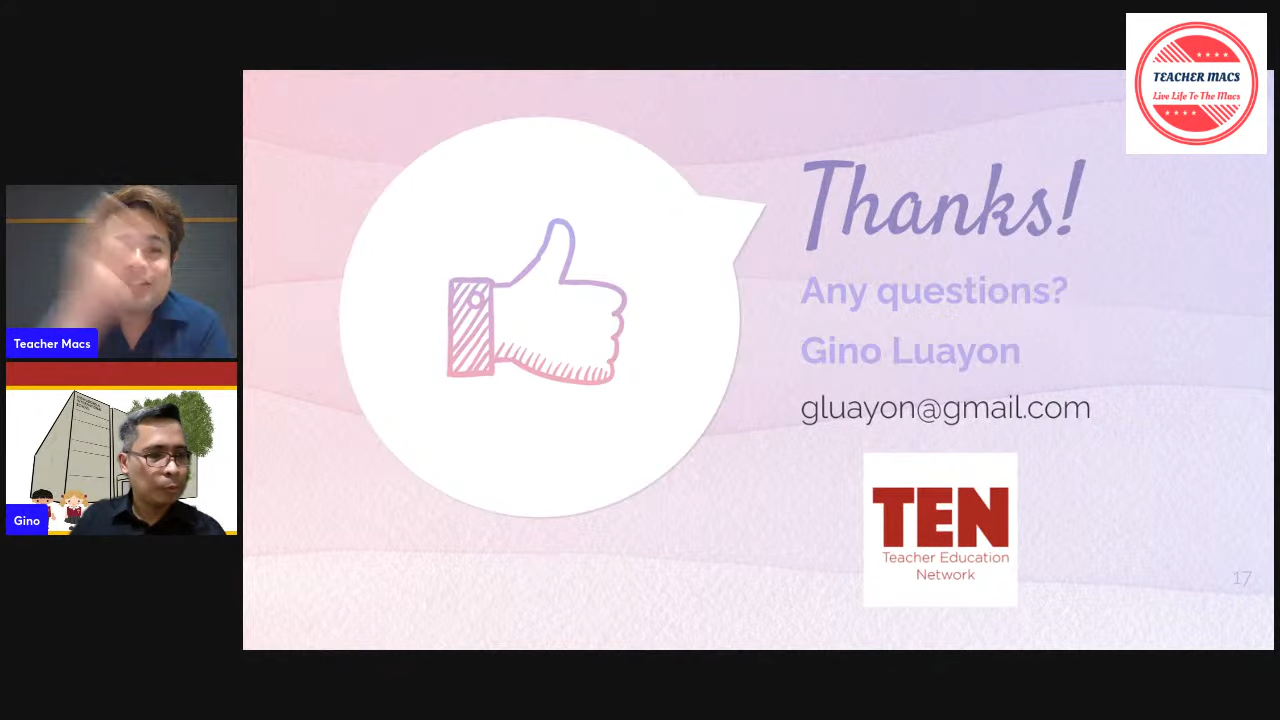 TEACHER MACS
Live Life To The Macs
Thanks!
Any questions?
Gino Luayon
gluayon@gmail.com
TEN
Teacher Education
Network
17
Teacher Macs
Gino